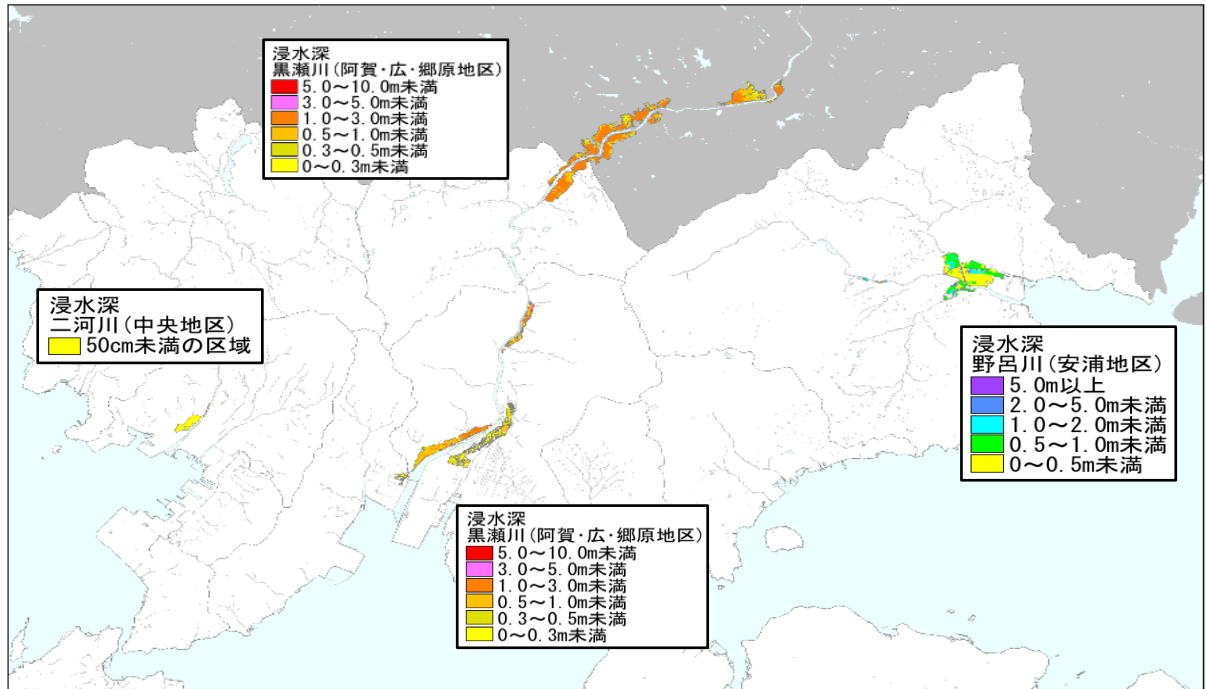 浸水深
黒瀬川(阿賀・広・郷原地区)
5.0～10.0m未満
3.0～5.0m未満
1.0～3.0m未満
0.5～1.0m未満
0.3～0.5m未満
0～0.3m未満
浸水深
二河川(中央地区)
50cm未満の区域
浸水深
野呂川(安浦地区)
5.0m以上
2.0～5.0m未満
1.0～2.0m未満
0.5～1.0m未満
0～0.5m未満
浸水深
黒瀬川(阿賀・広・郷原地区)
5.0～10.0m未満
3.0～5.0m未満
1.0～3.0m未満
0.5～1.0m未満
0.3～0.5m未満
0～0.3m未満